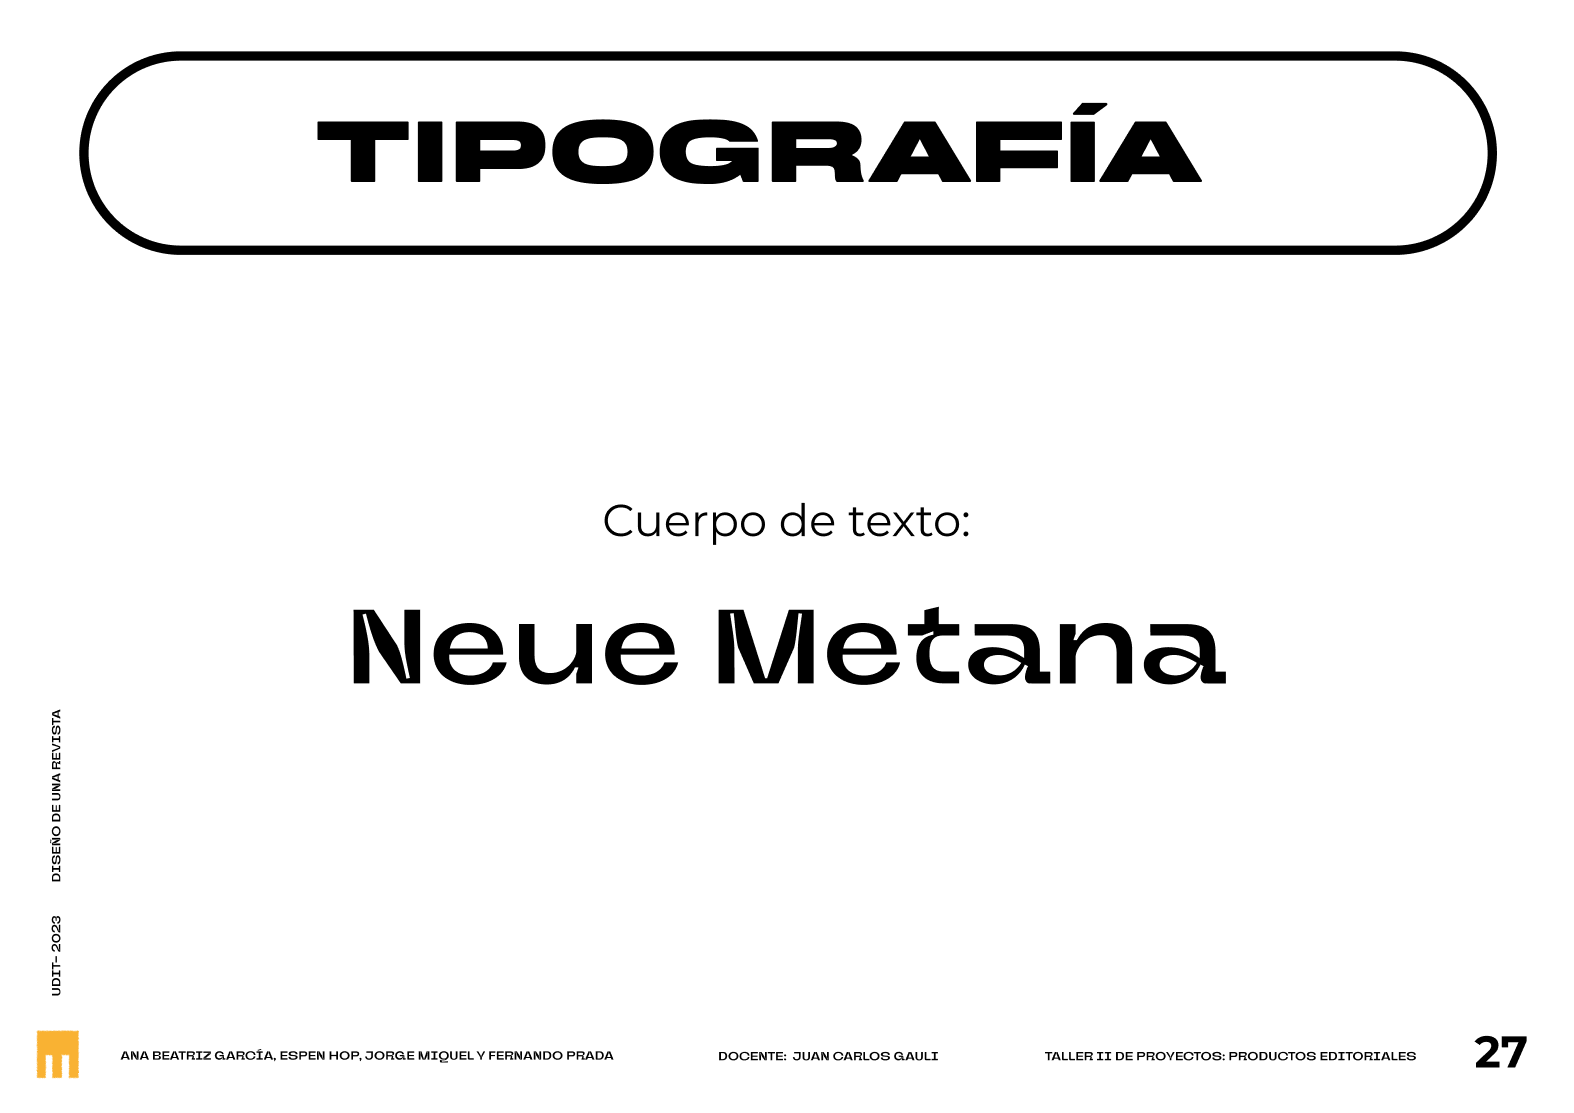 TIPOGRAFÍA
Cuerpo de texto:
Neue Metana
DISEÑO DE UNA REVISTA
UDIT- 2023
ANA BEATRIZ GARCÍA, ESPEN HOP, JORGE MIQUEL Y FERNANDO PRADA
DOCENTE: JUAN CARLOS GAULI
TALLER II DE PROYECTOS: PRODUCTOS EDITORIALES
27